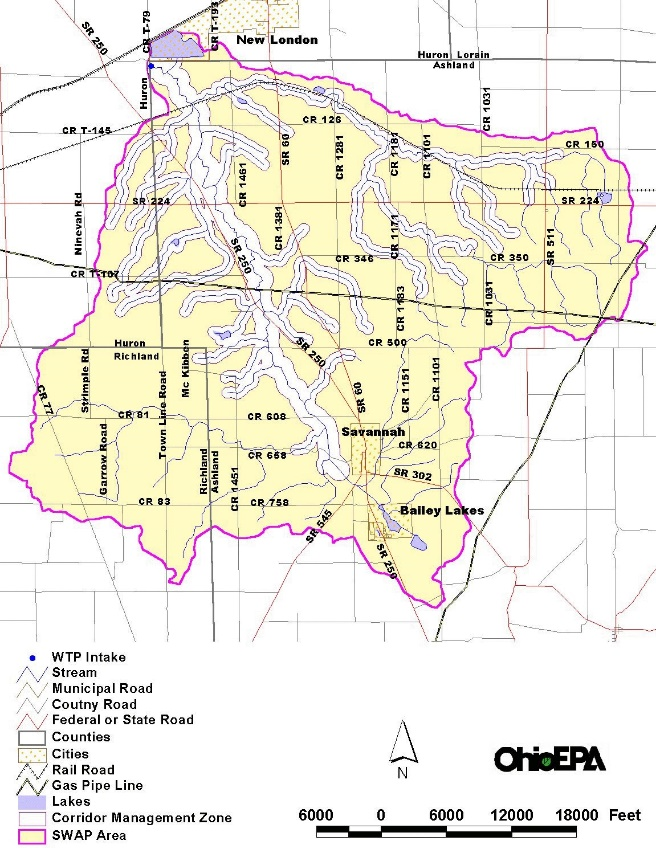 CR T-79
CR T-193
SR 250
New London
Huron Lorain
Ashland
Huron
CR T-145
CR 126
CR 1031
SR 60
CR 1281
CR 1181
CR 1101
CR 150
CR 1461
SR 224
SR 224
Ninevah Rd
CR 1381
SR 250
CR 1171
SR 511
CR 346
CR 350
CR T-107
CR 1183
CR 1031
Huron
Richland
CR 500
SR 250
Mc Kibben
Strimple Rd
CR 77
Town Line Road
SR 60
CR 1151
CR 1101
CR 81
CR 608
Savannah
Garrow Road
CR 620
CR 658
Richland
Ashland
CR 1451
SR 302
CR 83
CR 758
Bailey Lakes
SR 545
SR 250
WTP Intake
Stream
Municipal Road
Coutny Road
Federal or State Road
Counties
Cities
Rail Road
Gas Pipe Line
Lakes
Corridor Management Zone
SWAP Area
N
OhioEPA
6000 0 6000 12000 18000 Feet